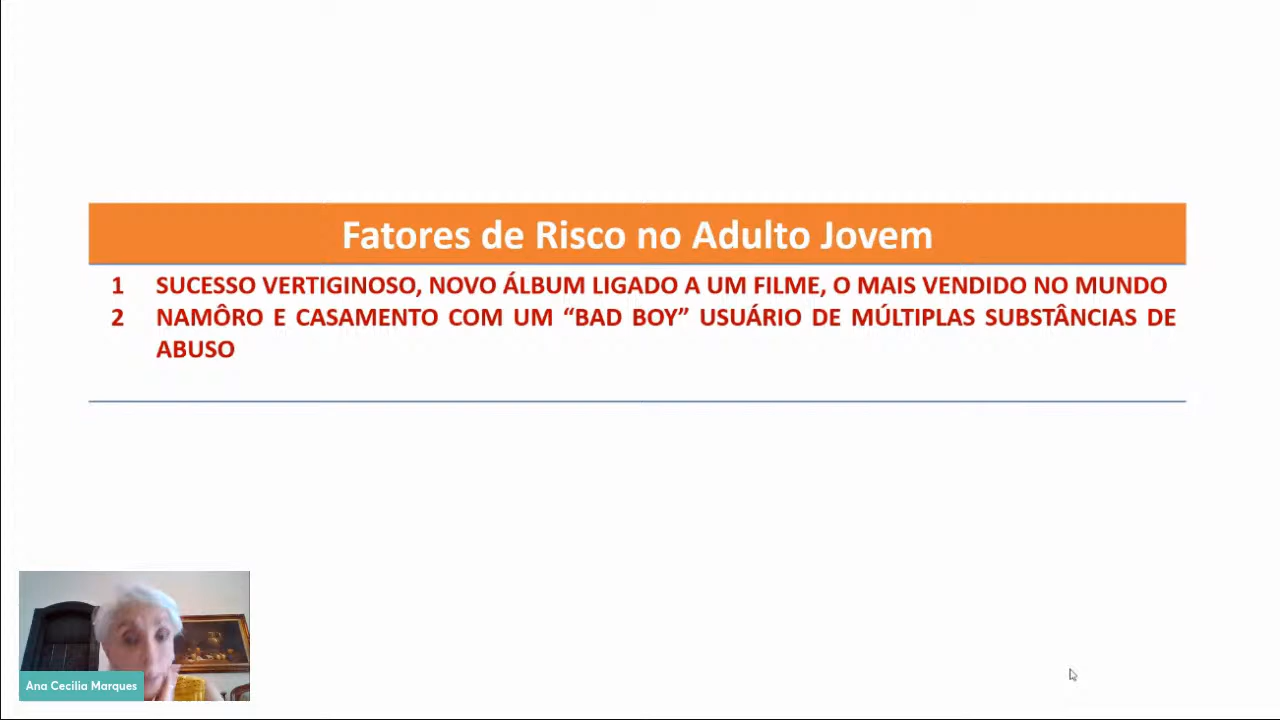 Fatores de Risco no Adulto Jovem
1 SUCESSO VERTIGINOSO, NOVO ÁLBUM LIGADO A UM FILME, O MAIS VENDIDO NO MUNDO
2 NAMÔRO E CASAMENTO COM UM “BAD BOY” USUÁRIO DE MÚLTIPLAS SUBSTÂNCIAS DE
ABUSO
Ana Cecilia Marques